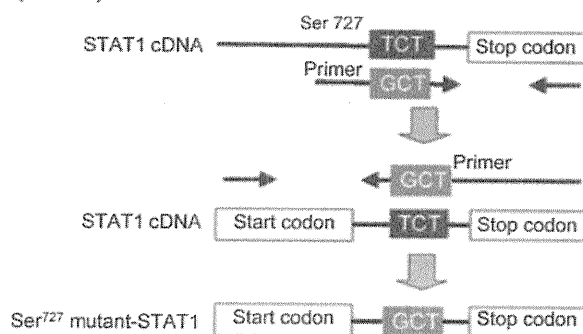 Ser 727
STAT1 cDNA TCT Stop codon
Primer
GCT
Primer
GCT
STAT1 cDNA Start codon TCT Stop codon
Ser727 mutant-STAT1 Start codon GCT Stop codon